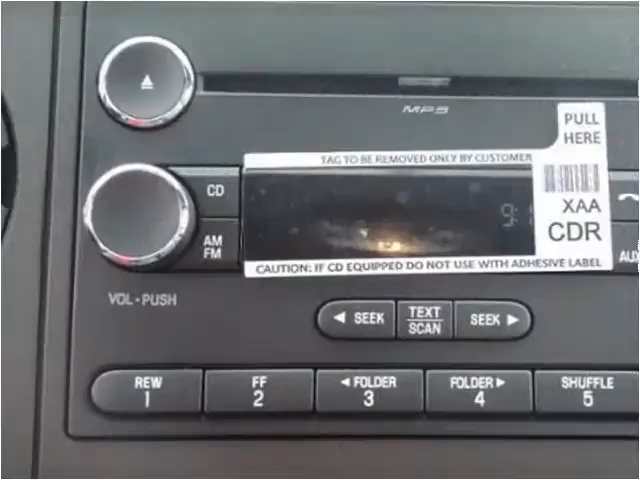 MP3
PULL
HERE
TAG TO BE REMOVED ONLY BY CUSTOMER
CD
XAA
CDR
AM
FM
AUX
CAUTION: IF CD EQUIPPED DO NOT USE WITH ADHESIVE LABEL
VOL-PUSH
◄ SEEK
TEXT
SCAN
SEEK ►
REW
1
FF
2
◄ FOLDER
3
FOLDER ►
4
SHUFFLE
5